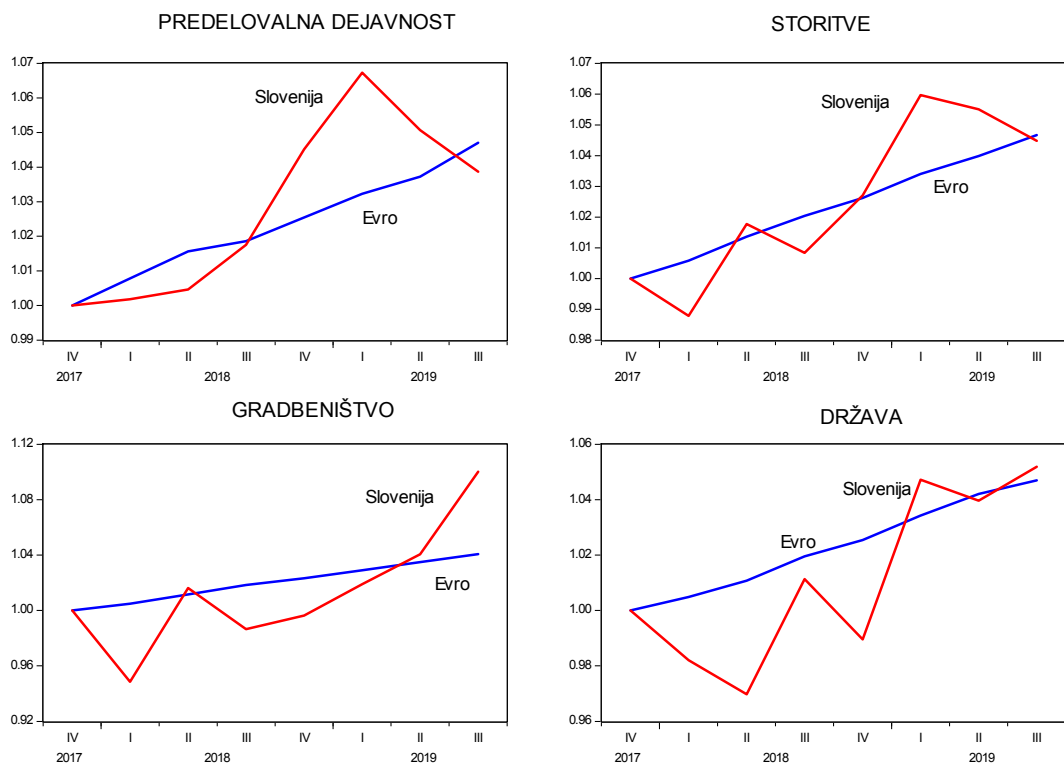 PREDELOVALNA DEJAVNOST
1.07
1.06
1.05
1.04
1.03
1.02
1.01
1.00
0.99
Slovenija
Evro
IV I II III IV I II III
2017 2018 2019
STORITVE
1.07
1.06
1.05
1.04
1.03
1.02
1.01
1.00
0.99
0.98
Slovenija
Evro
IV I II III IV I II III
2017 2018 2019
GRADBENIŠTVO
1.12
1.08
1.04
1.00
0.96
0.92
Slovenija
Evro
IV I II III IV I II III
2017 2018 2019
DRŽAVA
1.06
1.04
1.02
1.00
0.98
0.96
Slovenija
Evro
IV I II III IV I II III
2017 2018 2019